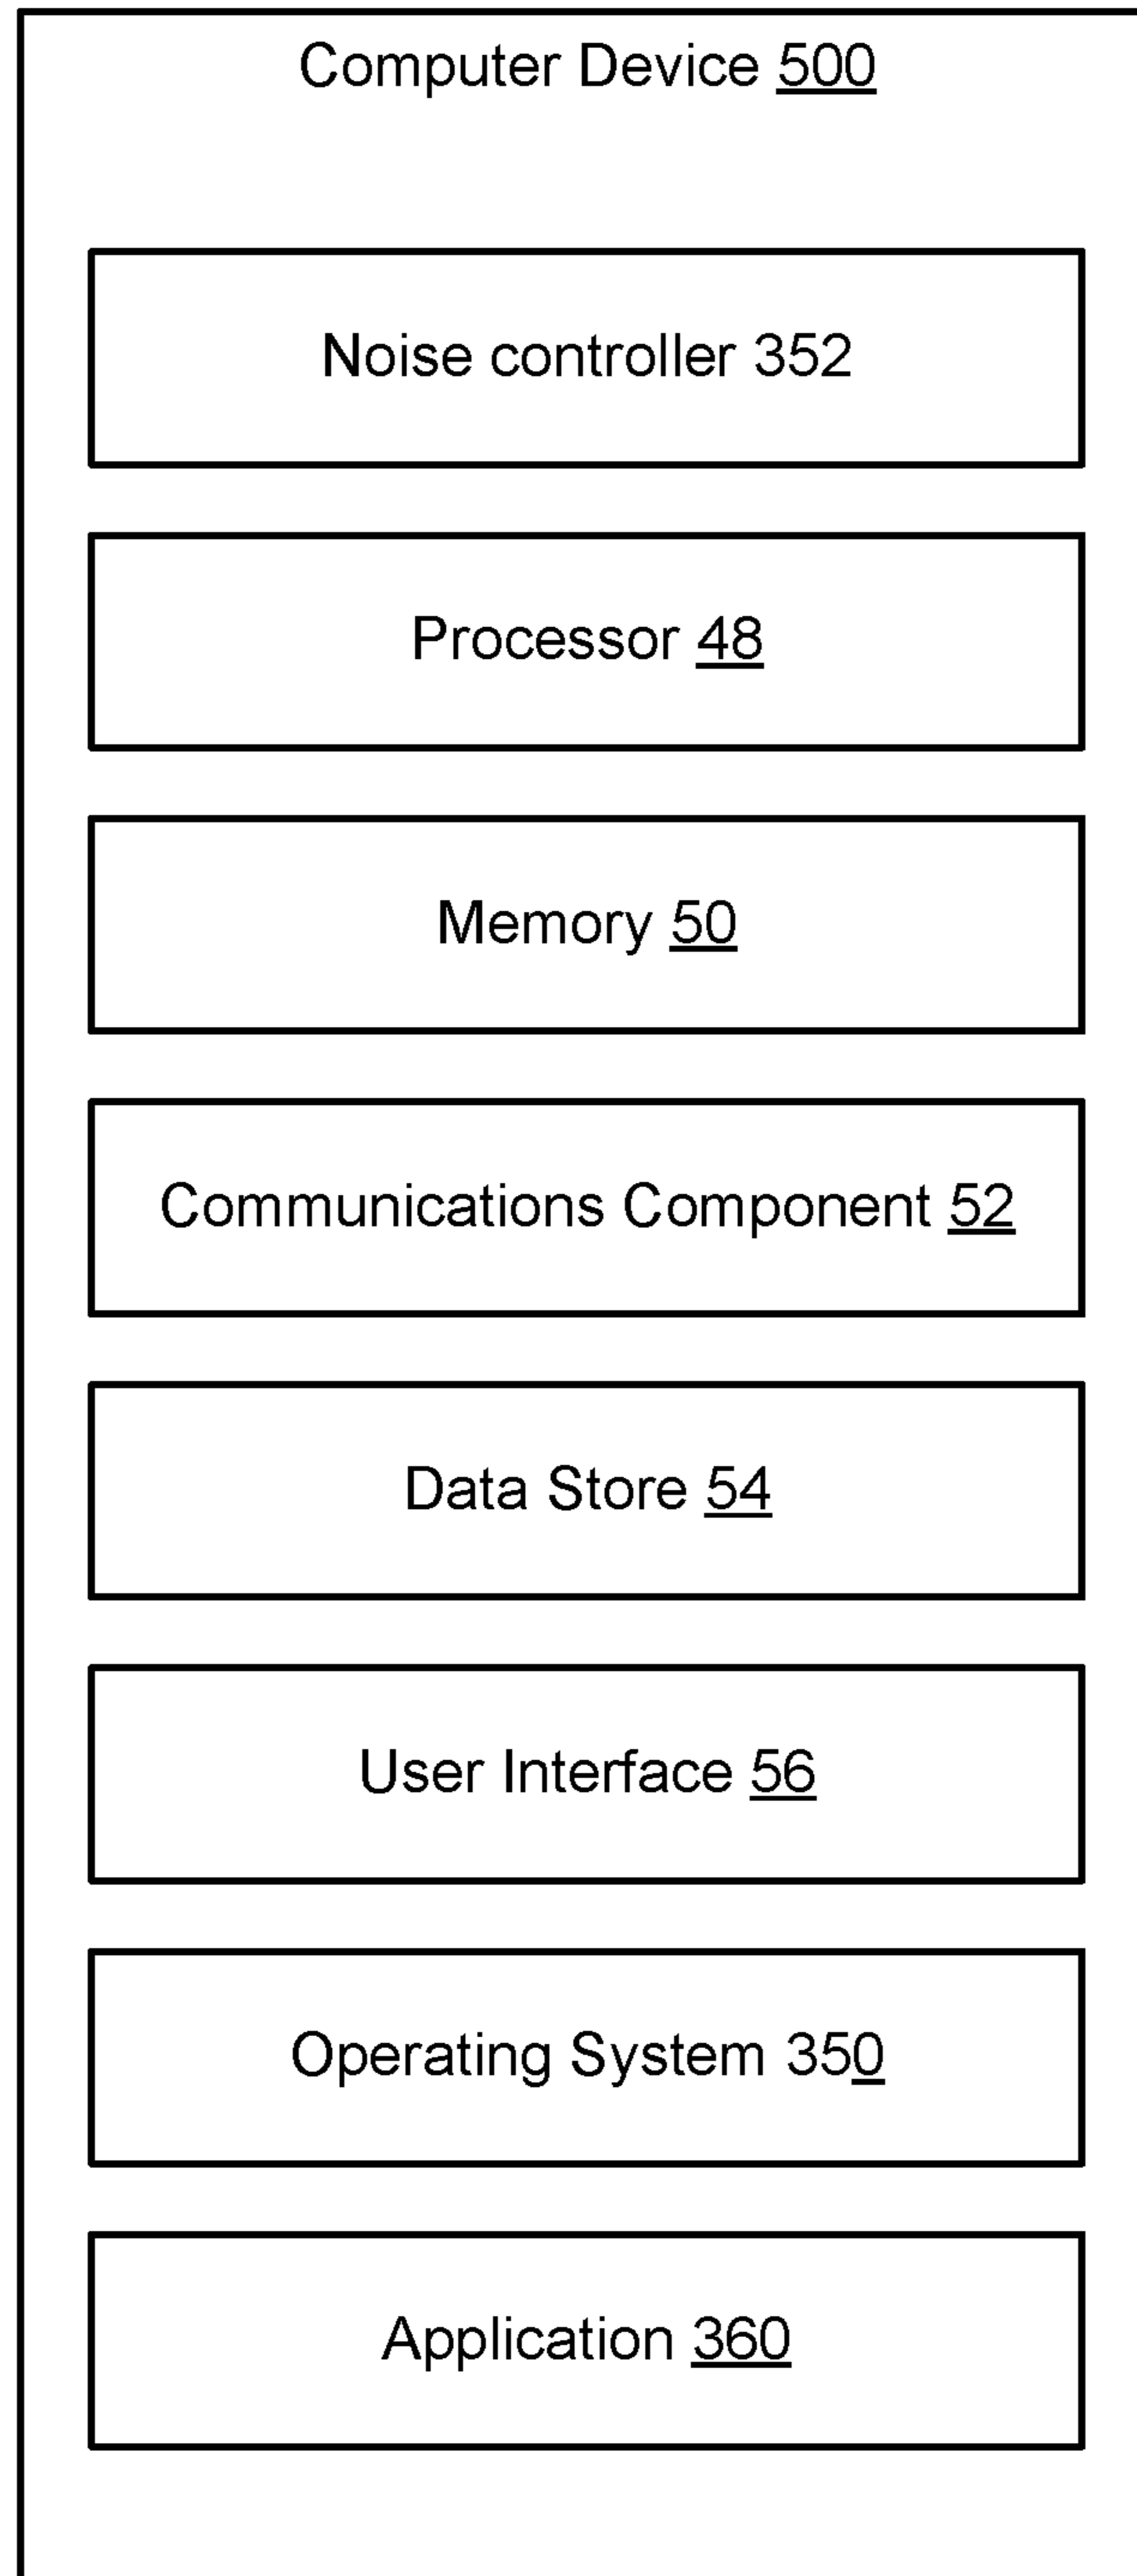 Computer Device 500
Noise controller 352
Processor 48
Memory 50
Communications Component 52
Data Store 54
User Interface 56
Operating System 350
Application 360